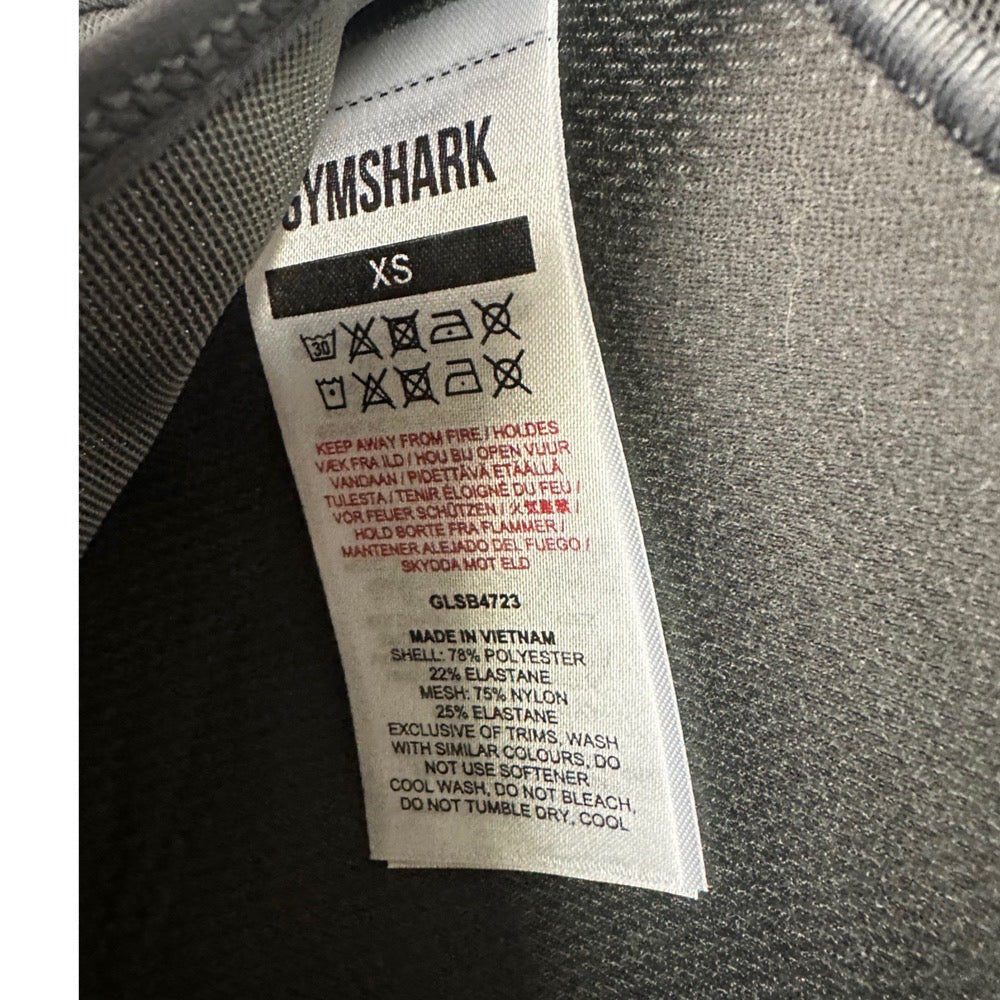 GYMSHARK
XS
30
KEEP AWAY FROM FIRE / HOLDES
VÆK FRA ILD / HOU BIJ OPEN VUUR
VANDAAN / PIDETTÄVÄ ETÄÄLLÄ
TULESTA / TENIR ÉLOIGNÉ DU FEU /
VOR FEUER SCHÜTZEN / 火気厳禁 /
HOLD BORTE FRA FLAMMER /
MANTENER ALEJADO DEL FUEGO /
SKYDDA MOT ELD
GLSB4723
MADE IN VIETNAM
SHELL: 78% POLYESTER
22% ELASTANE
MESH: 75% NYLON
25% ELASTANE
EXCLUSIVE OF TRIMS, WASH
WITH SIMILAR COLOURS, DO
NOT USE SOFTENER
COOL WASH, DO NOT BLEACH,
DO NOT TUMBLE DRY, COOL